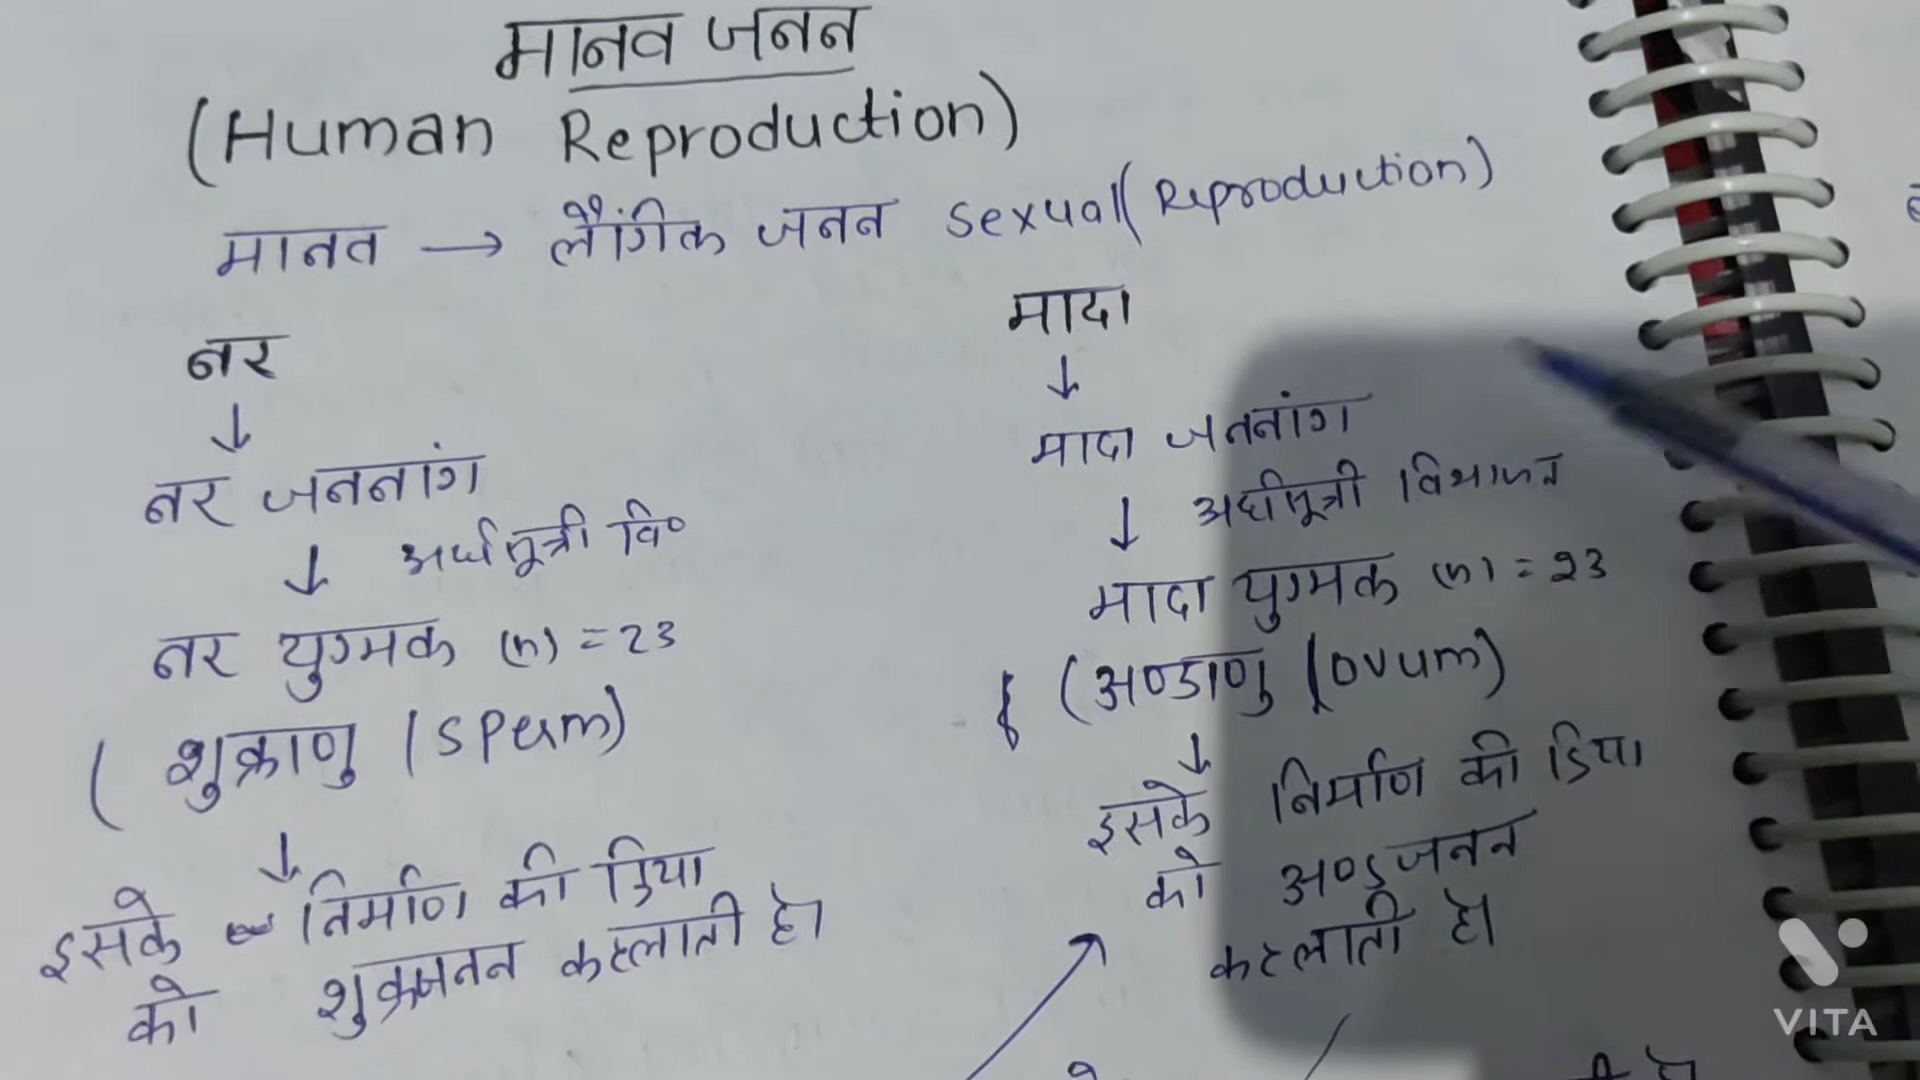 मानव जनन
(Human Reproduction)
मानव → लैंगिक जनन sexual (Reproduction)
नर
↓
नर जननांग
↓ अर्धसूत्री वि०
नर युग्मक (n) = 23
( शुक्राणु (sperm)
↓
इसके निर्माण की क्रिया
को शुक्रजनन कहलाती है।
मादा
↓
मादा जननांग
↓ अर्धसूत्री विभाजन
मादा युग्मक (n) = 23
(अण्डाणु (ovum)
↓
इसके निर्माण की क्रिया
को अण्डजनन
कहलाती है।
VITA